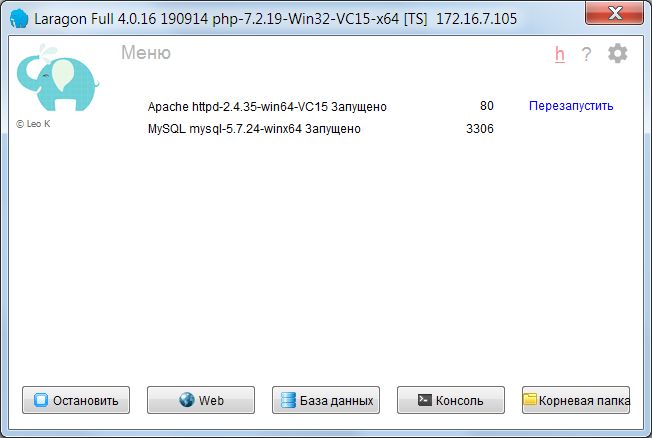 Laragon Full 4.0.16 190914 php-7.2.19-Win32-VC15-x64 [TS] 172.16.7.105
Меню
h
?
© Leo K
Apache httpd-2.4.35-win64-VC15 Запущено 80 Перезапустить
MySQL mysql-5.7.24-winx64 Запущено 3306
Остановить Web База данных Консоль Корневая папка